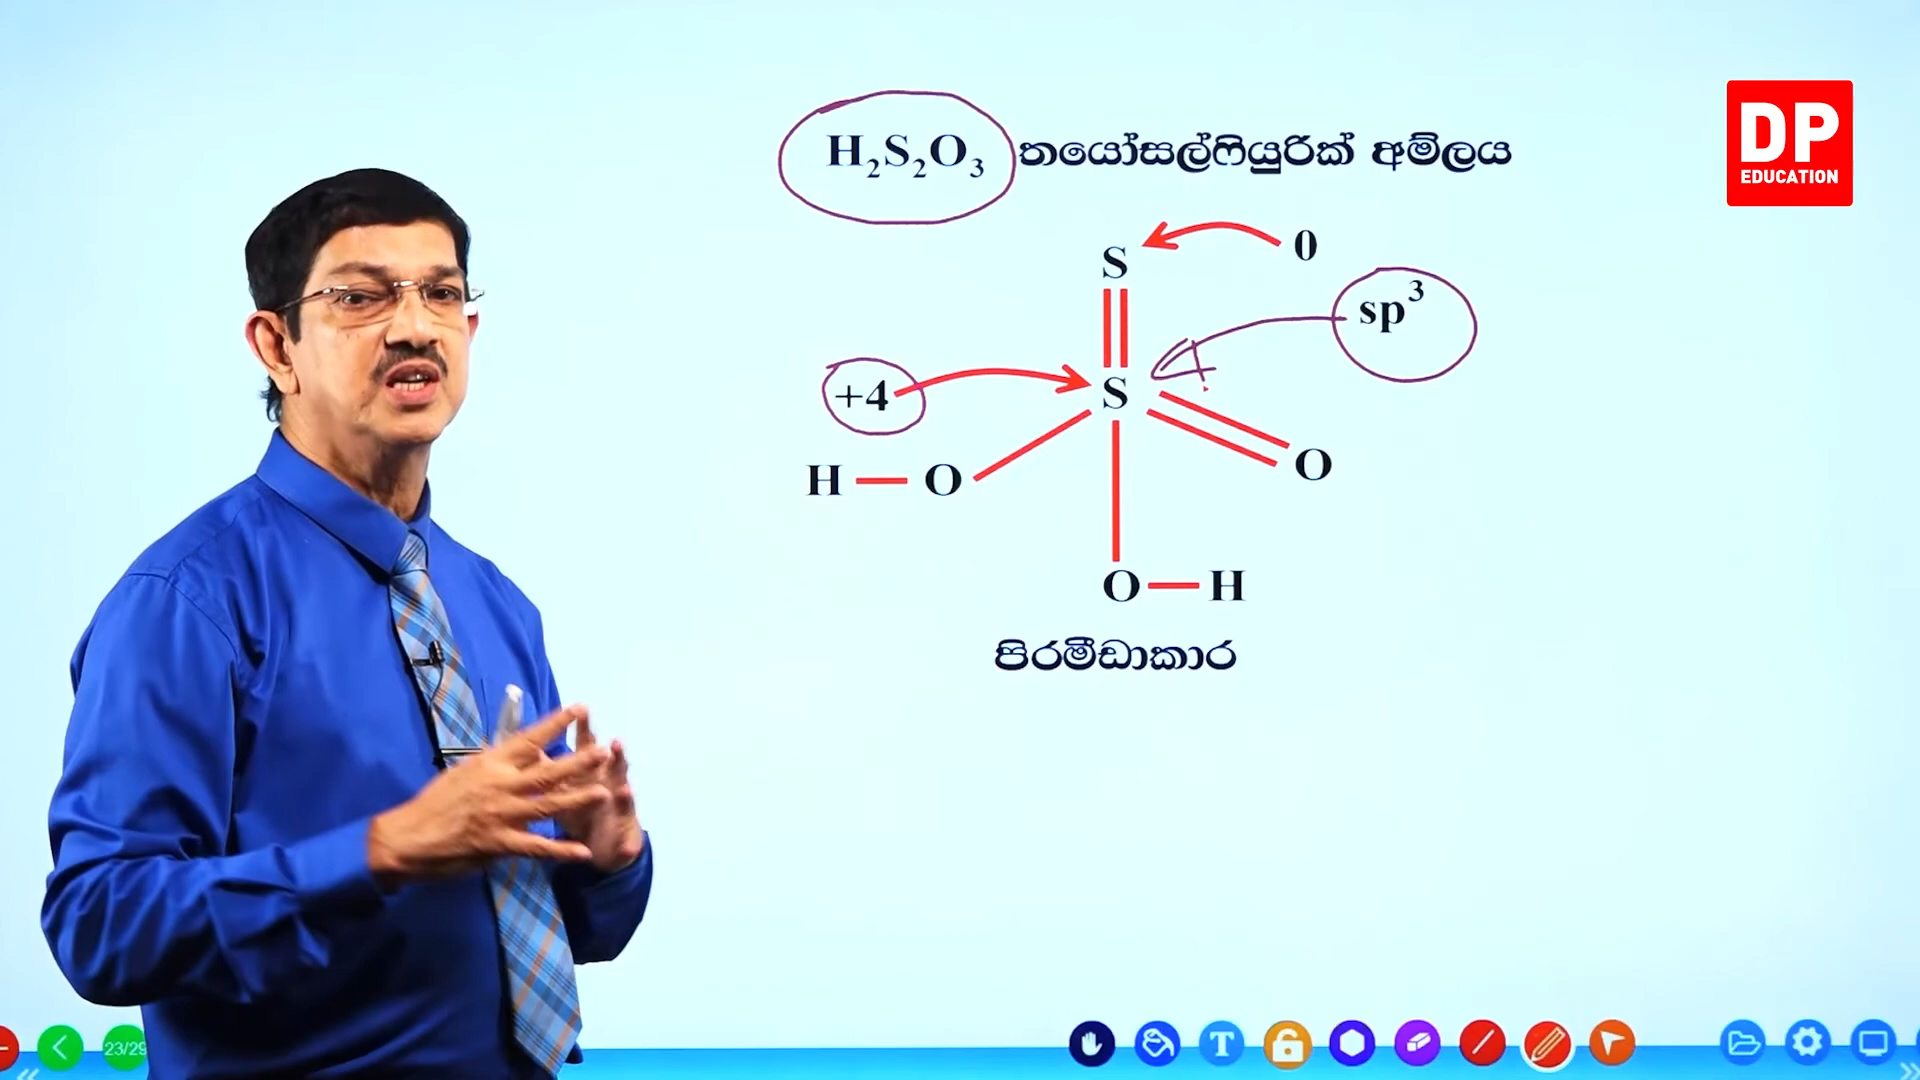 DP
EDUCATION
H₂S₂O₃ තයෝසල්ෆියුරික් අම්ලය
S 0
sp³
+4 S
H O O
O H
පිරමීඩාකාර
23/29
T